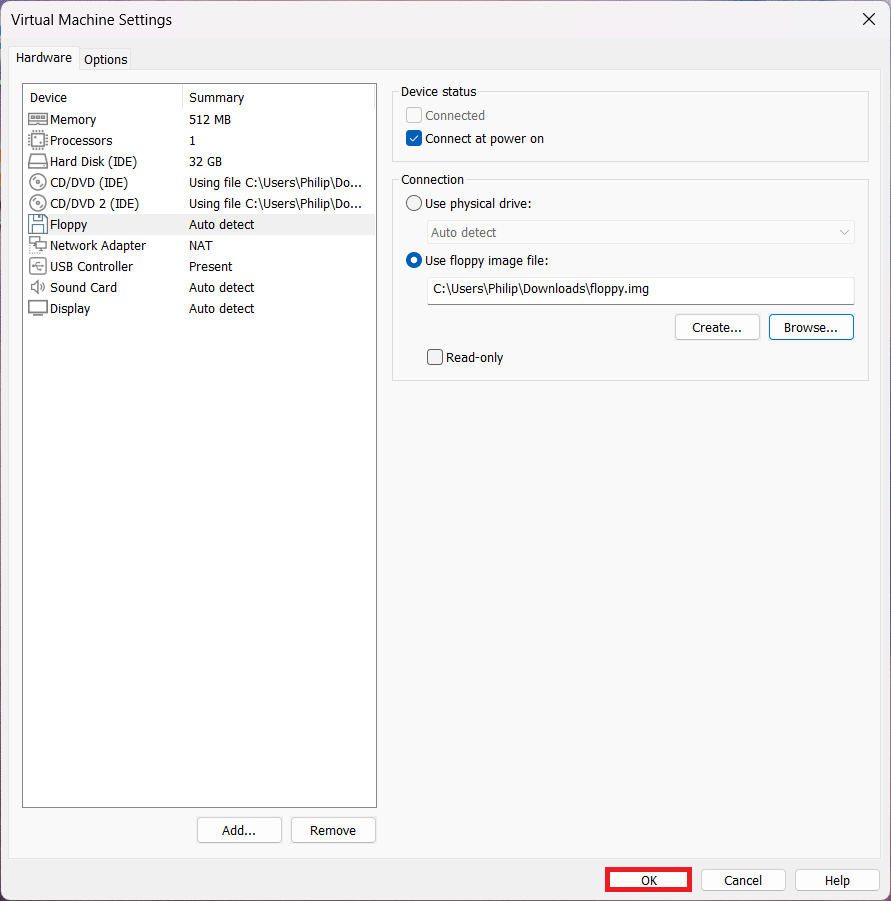 Virtual Machine Settings
Hardware Options
Device Summary
Memory 512 MB
Processors 1
Hard Disk (IDE) 32 GB
CD/DVD (IDE) Using file C:\Users\Philip\Do...
CD/DVD 2 (IDE) Using file C:\Users\Philip\Do...
Floppy Auto detect
Network Adapter NAT
USB Controller Present
Sound Card Auto detect
Display Auto detect
Add... Remove
Device status
Connected
Connect at power on
Connection
Use physical drive:
Auto detect
Use floppy image file:
C:\Users\Philip\Downloads\floppy.img
Create... Browse...
Read-only
OK Cancel Help